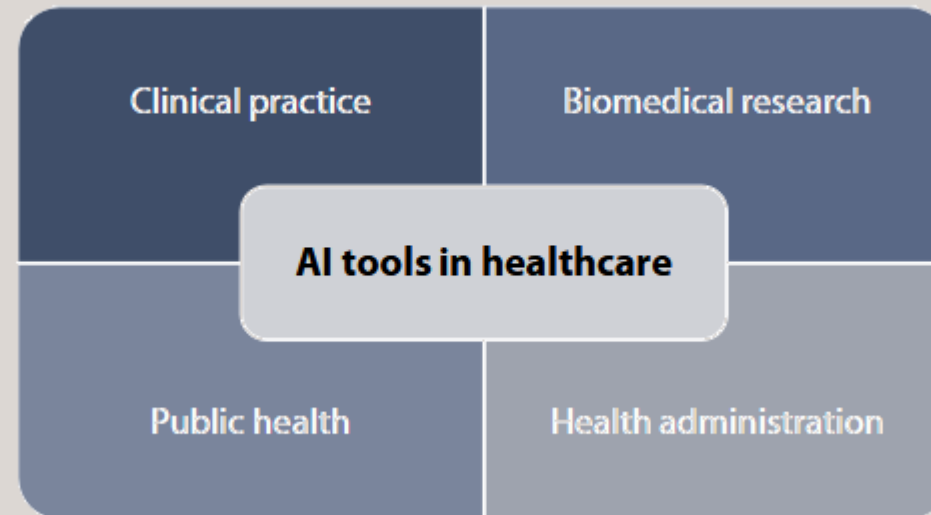 Clinical practice
Biomedical research
AI tools in healthcare
Public health
Health administration